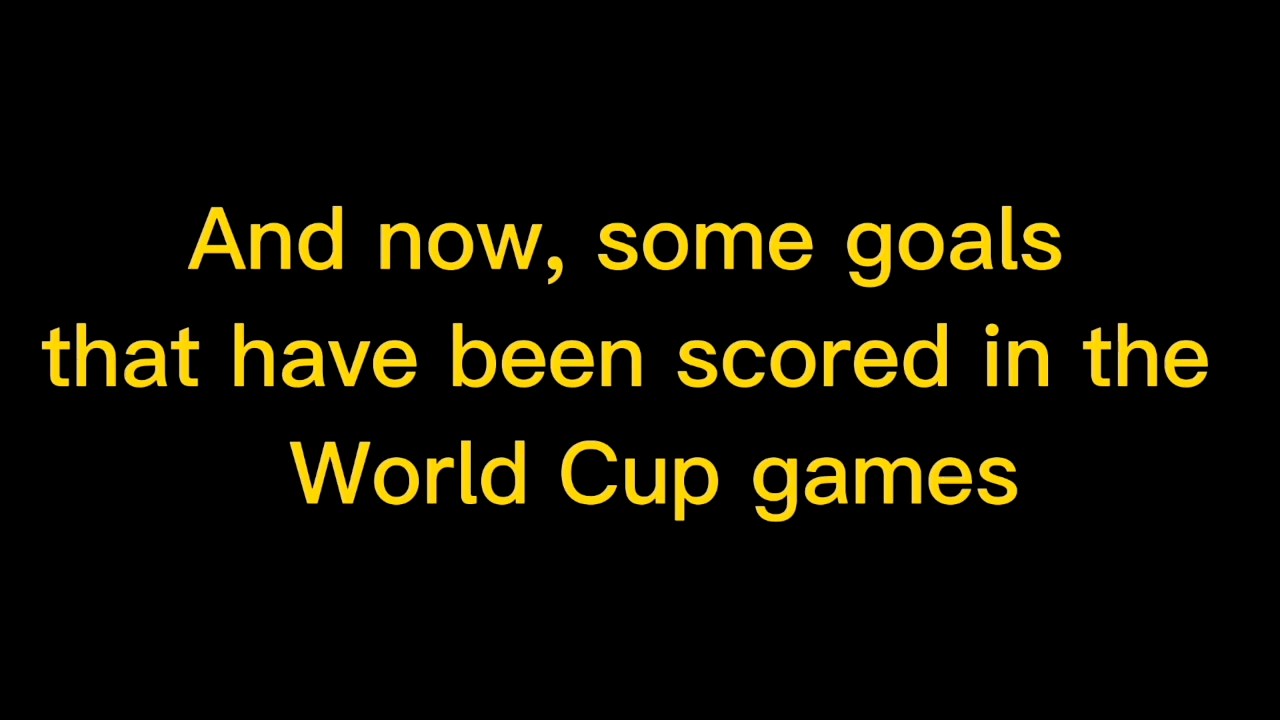 And now, some goals
that have been scored in the
World Cup games